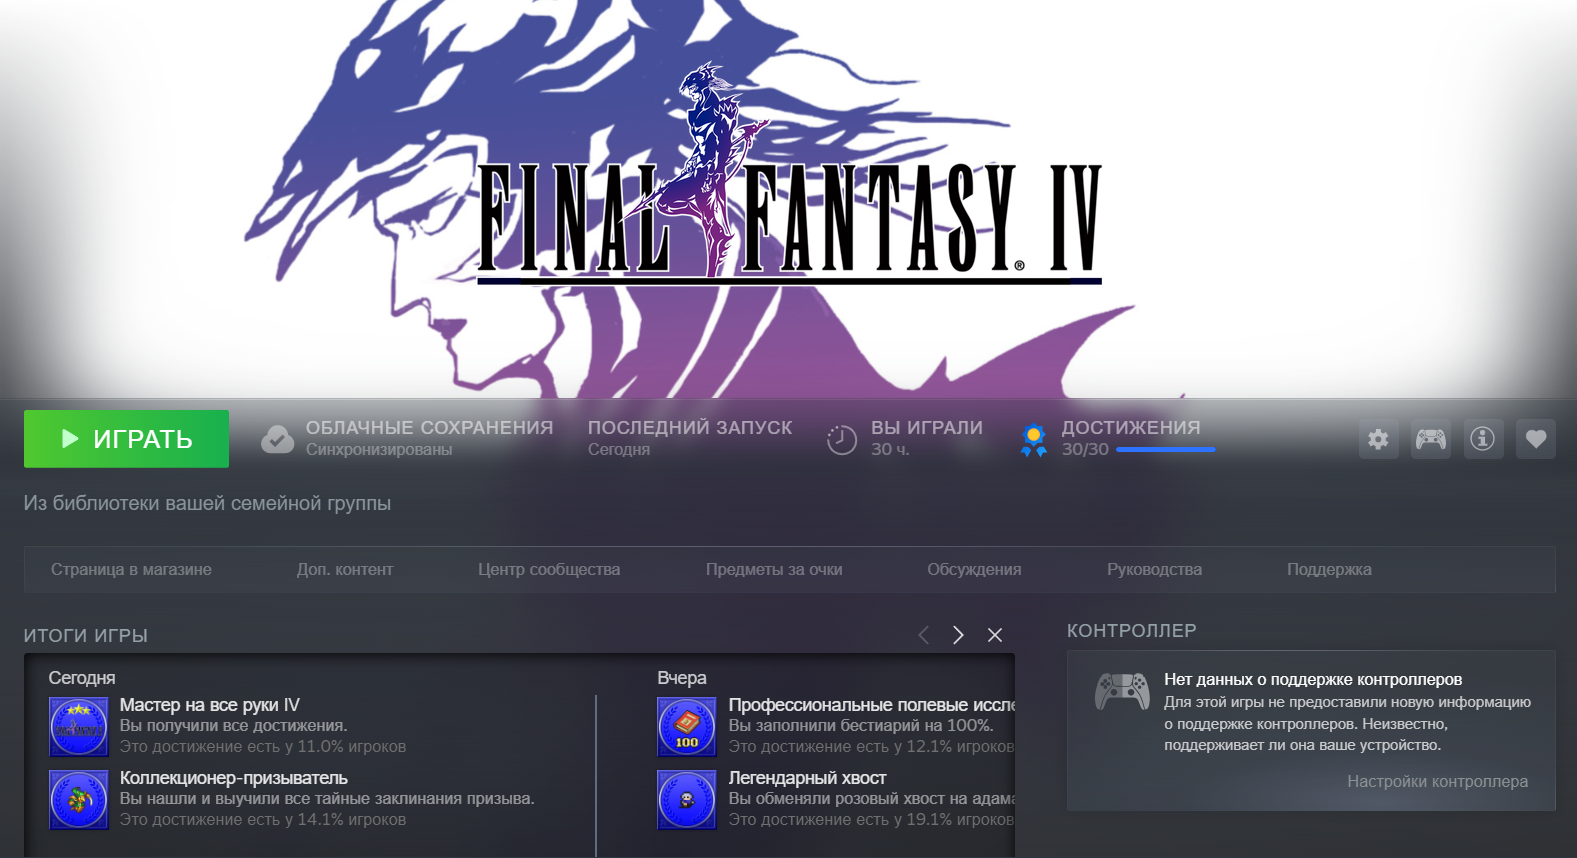 FINAL FANTASY® IV
ИГРАТЬ
ОБЛАЧНЫЕ СОХРАНЕНИЯ
Синхронизированы
ПОСЛЕДНИЙ ЗАПУСК
Сегодня
ВЫ ИГРАЛИ
30 ч.
ДОСТИЖЕНИЯ
30/30
Из библиотеки вашей семейной группы
Страница в магазине
Доп. контент
Центр сообщества
Предметы за очки
Обсуждения
Руководства
Поддержка
ИТОГИ ИГРЫ
Сегодня
Мастер на все руки IV
Вы получили все достижения.
Это достижение есть у 11.0% игроков
Коллекционер-призыватель
Вы нашли и выучили все тайные заклинания призыва.
Это достижение есть у 14.1% игроков
Вчера
100
Профессиональные полевые иссле
Вы заполнили бестиарий на 100%.
Это достижение есть у 12.1% игроков
Легендарный хвост
Вы обменяли розовый хвост на адама
Это достижение есть у 19.1% игроков
КОНТРОЛЛЕР
Нет данных о поддержке контроллеров
Для этой игры не предоставили новую информацию
о поддержке контроллеров. Неизвестно,
поддерживает ли она ваше устройство.
Настройки контроллера